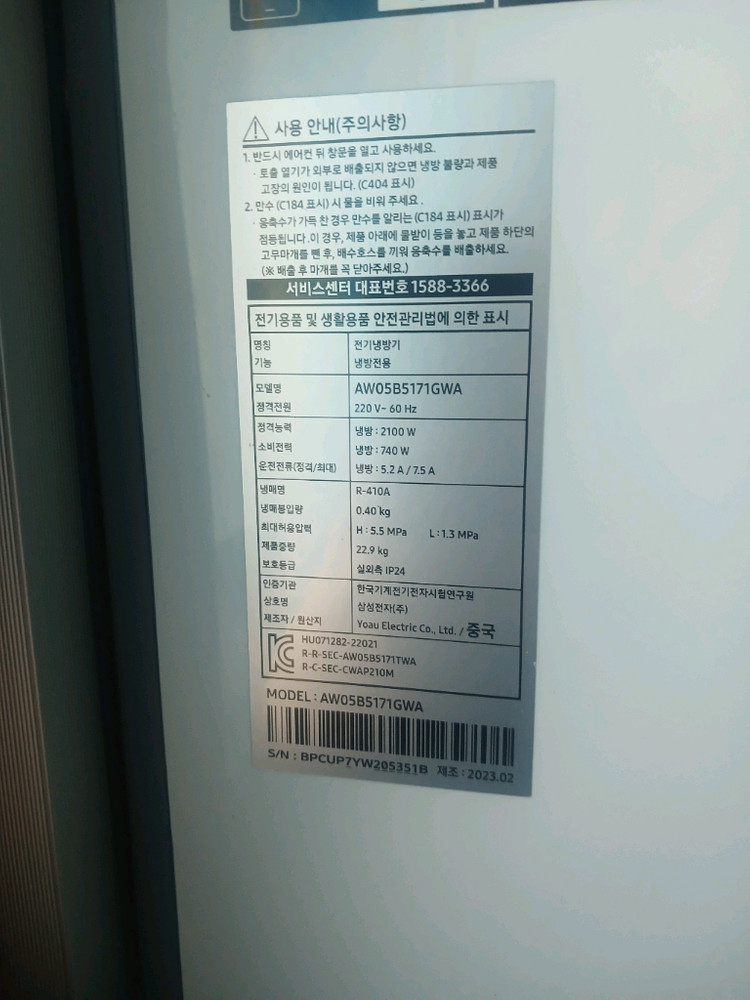 사용 안내(주의사항)
1. 반드시 에어컨 뒤 창문을 열고 사용하세요.
· 토출 열기가 외부로 배출되지 않으면 냉방 불량과 제품
고장의 원인이 됩니다. (C404 표시)
2. 만수 (C184 표시) 시 물을 비워 주세요 .
· 응축수가 가득 찬 경우 만수를 알리는 (C184 표시) 표시가
점등됩니다 .이 경우, 제품 아래에 물받이 등을 놓고 제품 하단의
고무마개를 뺀 후, 배수호스를 끼워 응축수를 배출하세요.
(※ 배출 후 마개를 꼭 닫아주세요.)
서비스센터 대표번호 1588-3366
전기용품 및 생활용품 안전관리법에 의한 표시
명칭 전기냉방기
기능 냉방전용
모델명 AW05B5171GWA
정격전원 220 V~ 60 Hz
정격능력 냉방 : 2100 W
소비전력 냉방 : 740 W
운전전류(정격/최대) 냉방 : 5.2 A / 7.5 A
냉매명 R-410A
냉매봉입량 0.40 kg
최대허용압력 H : 5.5 MPa L : 1.3 MPa
제품중량 22.9 kg
보호등급 실외측 IP24
인증기관 한국기계전기전자시험연구원
상호명 삼성전자(주)
제조자 / 원산지 Yoau Electric Co., Ltd. / 중국
HU071282-22021
R-R-SEC-AW05B5171TWA
R-C-SEC-CWAP210M
MODEL : AW05B5171GWA
S/N : BPCUP7YW205351B 제조 : 2023.02